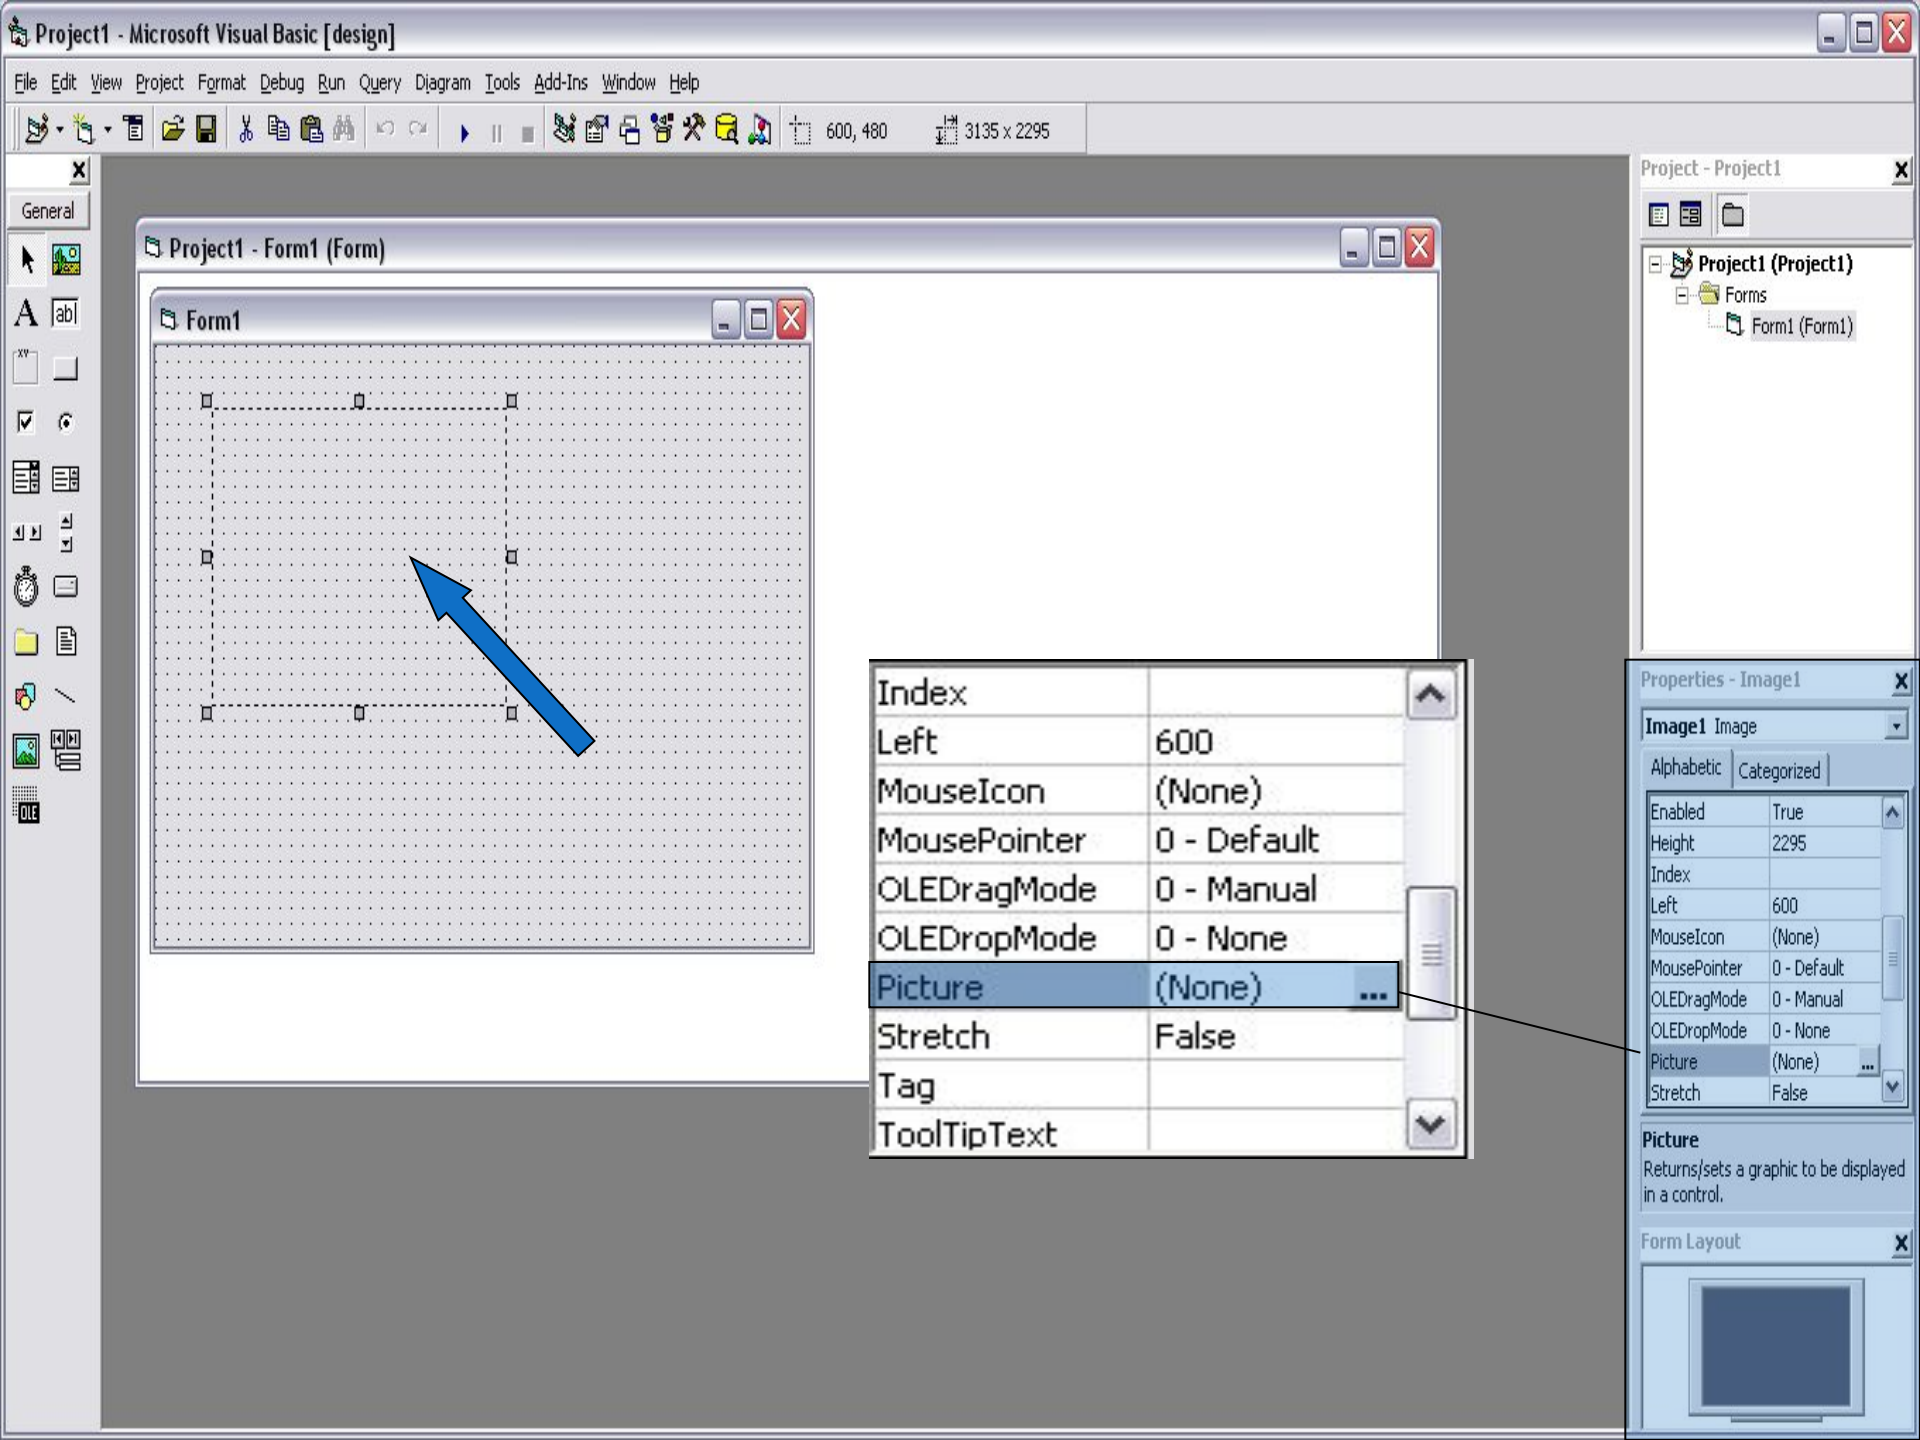 Project1 - Microsoft Visual Basic [design]
File Edit View Project Format Debug Run Query Diagram Tools Add-Ins Window Help
600, 480 3135 x 2295
General
A ab|
XY
OLE
Project1 - Form1 (Form)
Form1
Index
Left 600
MouseIcon (None)
MousePointer 0 - Default
OLEDragMode 0 - Manual
OLEDropMode 0 - None
Picture (None) ...
Stretch False
Tag
ToolTipText
Project - Project1
Project1 (Project1)
Forms
Form1 (Form1)
Properties - Image1
Image1 Image
Alphabetic Categorized
Enabled True
Height 2295
Index
Left 600
MouseIcon (None)
MousePointer 0 - Default
OLEDragMode 0 - Manual
OLEDropMode 0 - None
Picture (None) ...
Stretch False
Picture
Returns/sets a graphic to be displayed
in a control.
Form Layout